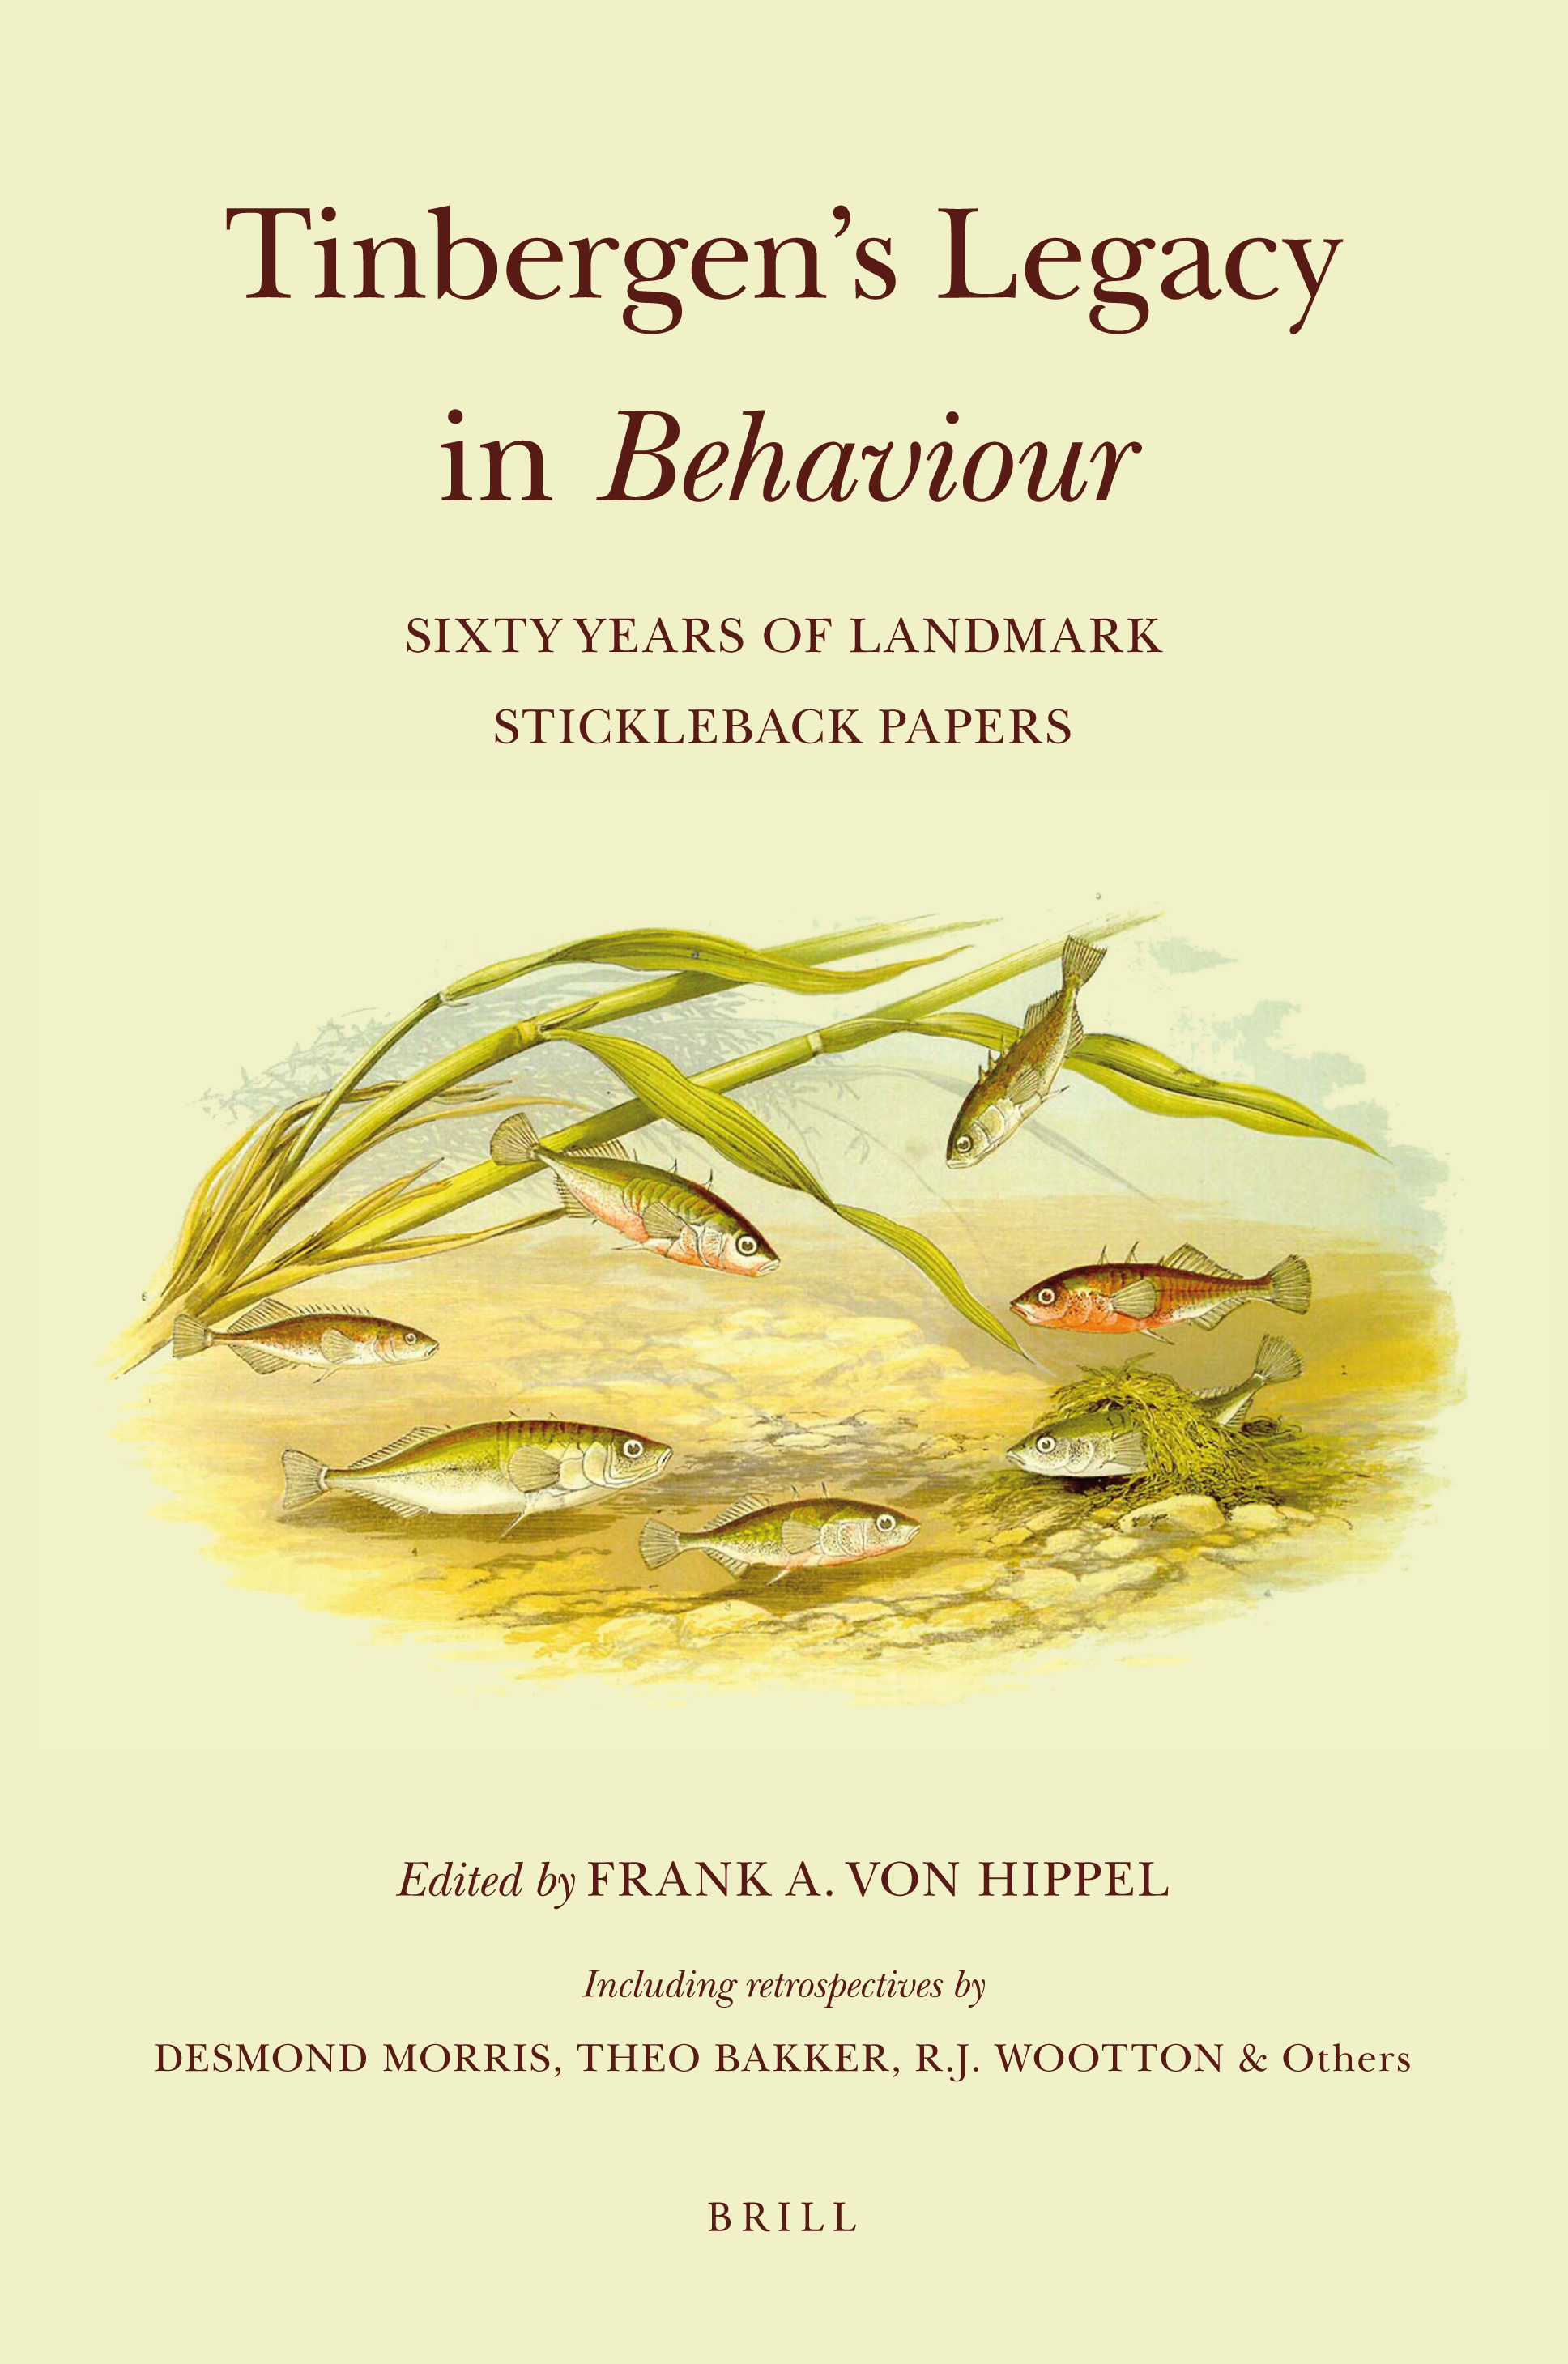 Tinbergen’s Legacy
in Behaviour
SIXTY YEARS OF LANDMARK
STICKLEBACK PAPERS
Edited by FRANK A. VON HIPPEL
Including retrospectives by
DESMOND MORRIS, THEO BAKKER, R.J. WOOTTON & Others
BRILL